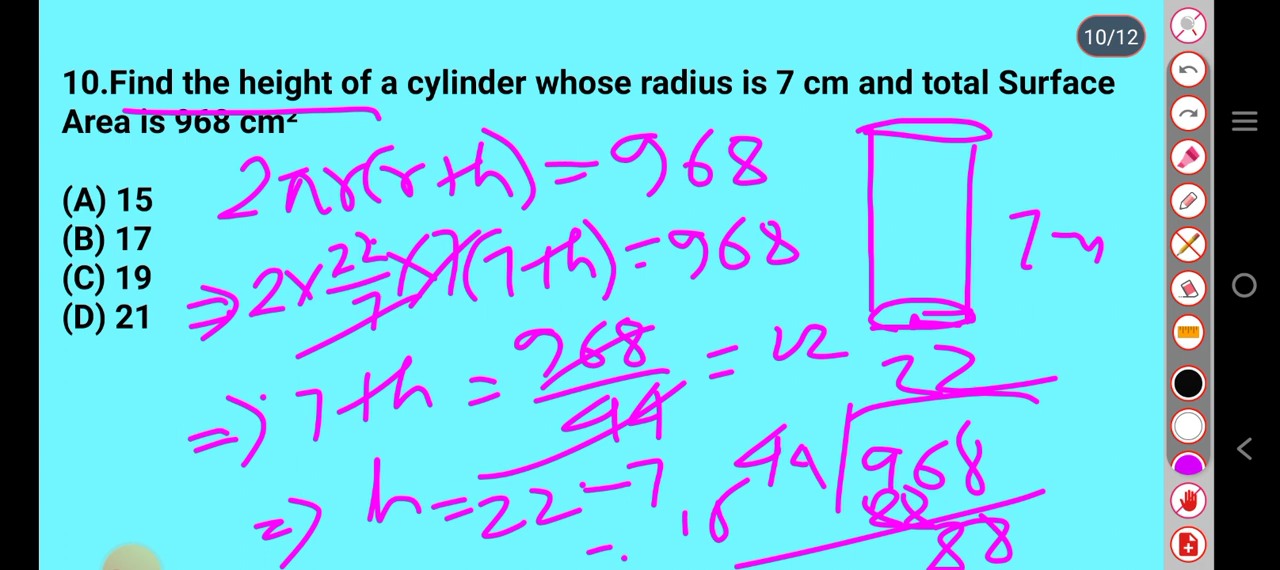 10/12
10.Find the height of a cylinder whose radius is 7 cm and total Surface
Area is 968 cm²
(A) 15
(B) 17
(C) 19
(D) 21
2πr(r+h)=968
⇒2×22/7×7(7+h)=968
⇒7+h=968/44=22
⇒h=22-7
=
7
22
44)968
88
88